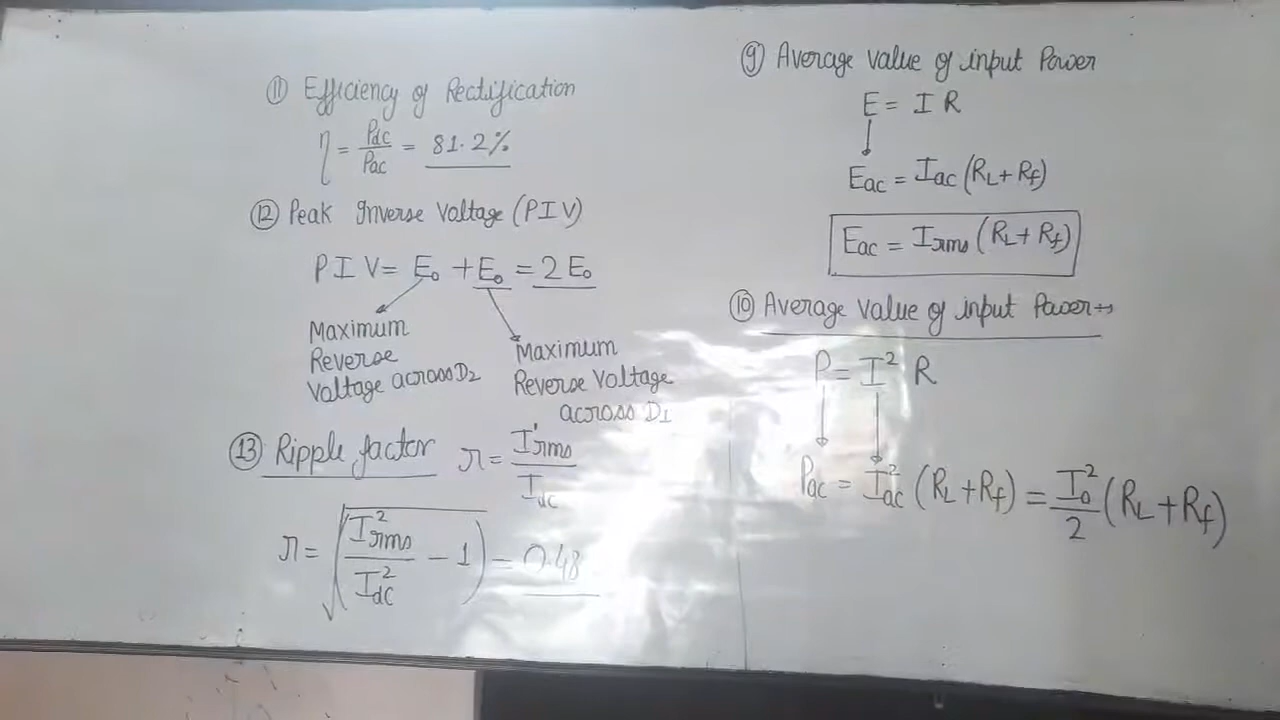 ⑨ Average value of input Power
E = I R
Eac = Iac (RL + Rf)
Eac = Irms (RL + Rf)
⑩ Average value of input Power →
P = I² R
Pac = I²ac (RL + Rf) = I₀²/2 (RL + Rf)
⑪ Efficiency of Rectification
η = Pdc/Pac = 81.2%
⑫ Peak Inverse Voltage (PIV)
P I V = E₀ + E₀ = 2 E₀
Maximum
Reverse
Voltage across D2
Maximum
Reverse Voltage
across D1
⑬ Ripple factor r = I'rms/Idc
r = √(I²rms/I²dc − 1) = 0.48